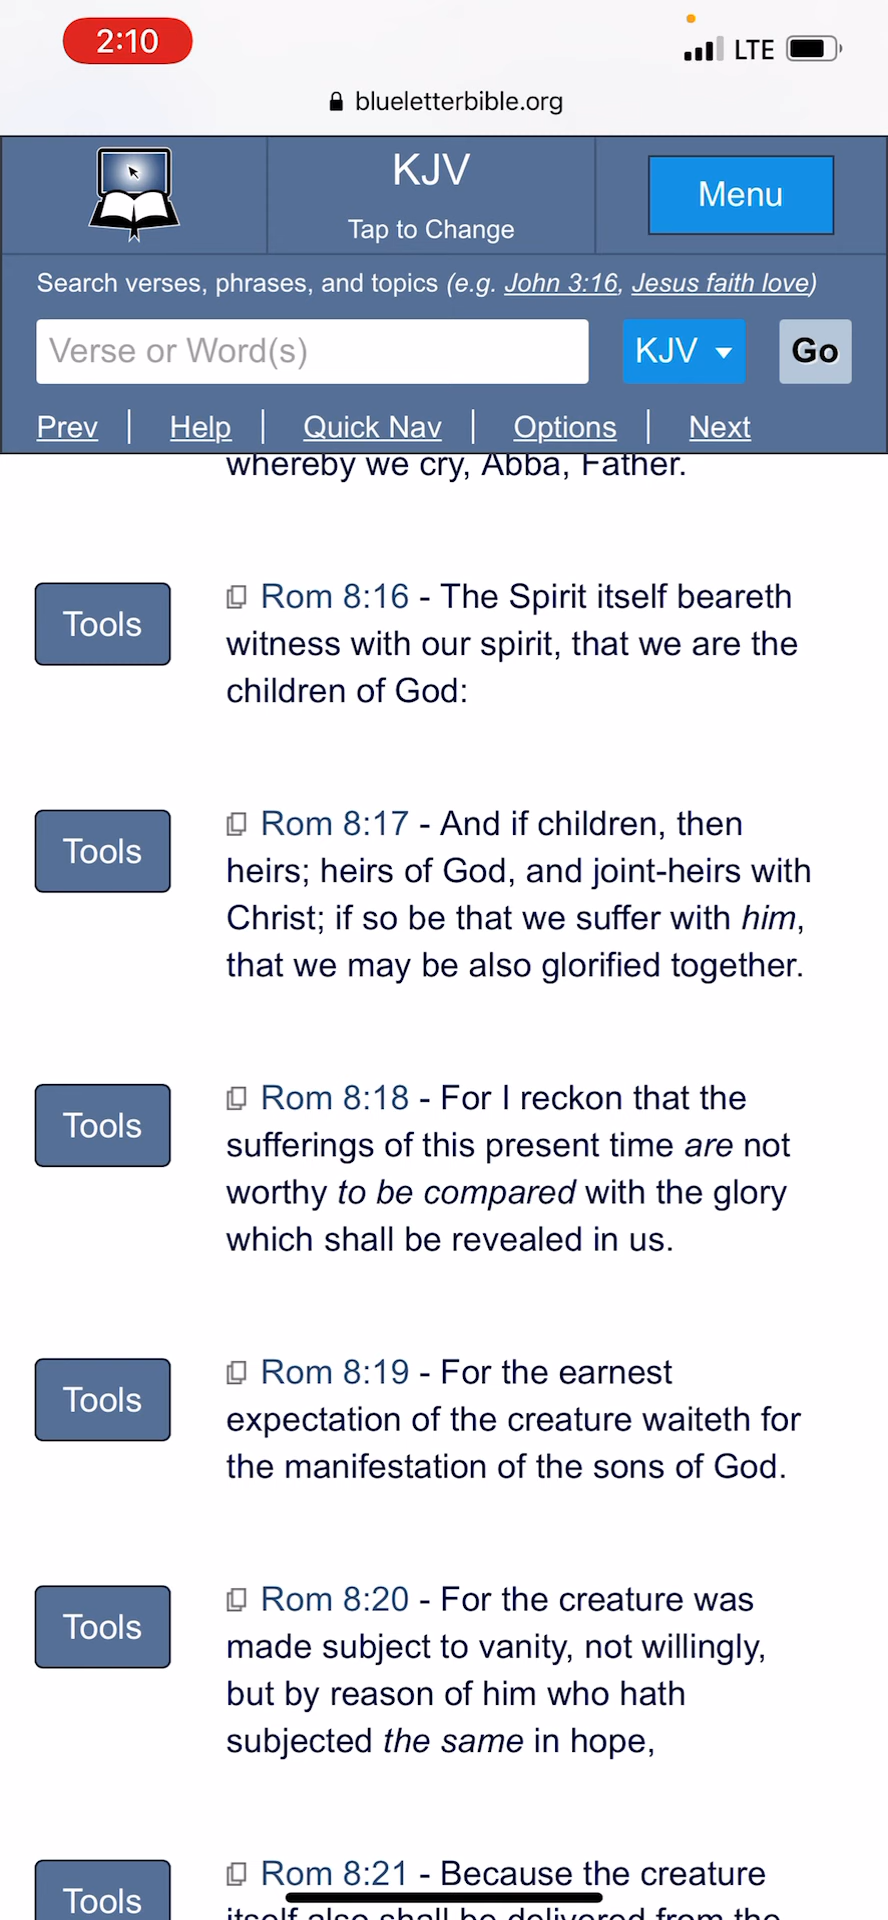 2:10
LTE
blueletterbible.org
KJV
Tap to Change
Menu
Search verses, phrases, and topics (e.g. John 3:16, Jesus faith love)
Verse or Word(s)
KJV
Go
Prev | Help | Quick Nav | Options | Next
whereby we cry, Abba, Father.
Tools
Rom 8:16 - The Spirit itself beareth
witness with our spirit, that we are the
children of God:
Tools
Rom 8:17 - And if children, then
heirs; heirs of God, and joint-heirs with
Christ; if so be that we suffer with him,
that we may be also glorified together.
Tools
Rom 8:18 - For I reckon that the
sufferings of this present time are not
worthy to be compared with the glory
which shall be revealed in us.
Tools
Rom 8:19 - For the earnest
expectation of the creature waiteth for
the manifestation of the sons of God.
Tools
Rom 8:20 - For the creature was
made subject to vanity, not willingly,
but by reason of him who hath
subjected the same in hope,
Tools
Rom 8:21 - Because the creature
itself also shall be delivered from the